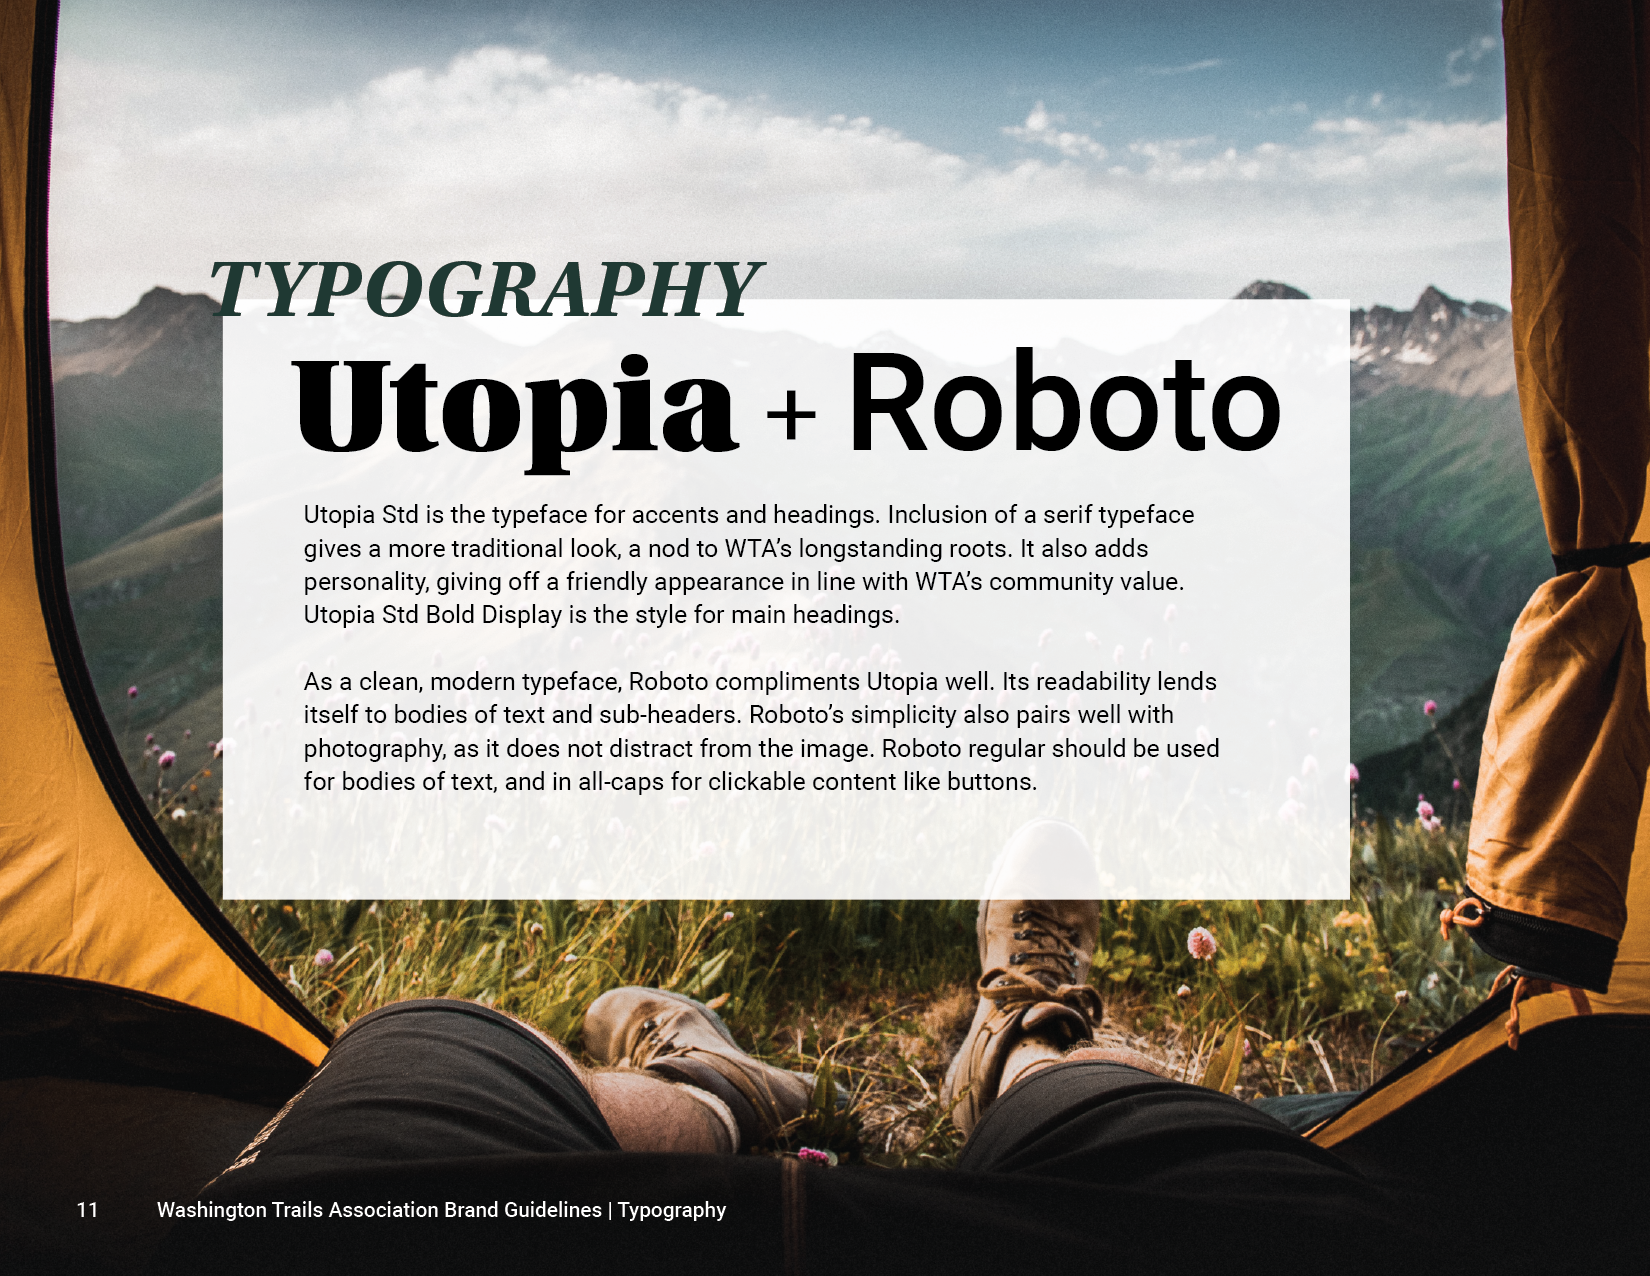 TYPOGRAPHY
Utopia + Roboto
Utopia Std is the typeface for accents and headings. Inclusion of a serif typeface
gives a more traditional look, a nod to WTA’s longstanding roots. It also adds
personality, giving off a friendly appearance in line with WTA’s community value.
Utopia Std Bold Display is the style for main headings.
As a clean, modern typeface, Roboto compliments Utopia well. Its readability lends
itself to bodies of text and sub-headers. Roboto’s simplicity also pairs well with
photography, as it does not distract from the image. Roboto regular should be used
for bodies of text, and in all-caps for clickable content like buttons.
11 Washington Trails Association Brand Guidelines | Typography